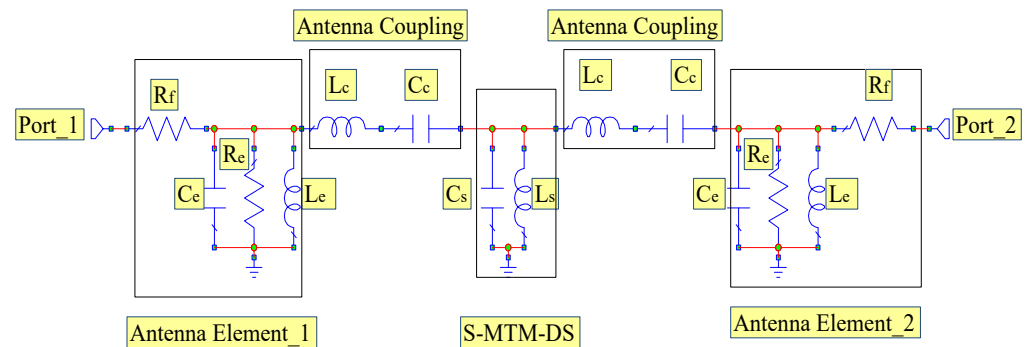 Antenna Coupling
Antenna Coupling
Lc
Cc
Lc
Cc
Rf
Rf
Port_1
Port_2
Re
Re
Ce
Le
Cs
Ls
Ce
Le
Antenna Element_1
S-MTM-DS
Antenna Element_2